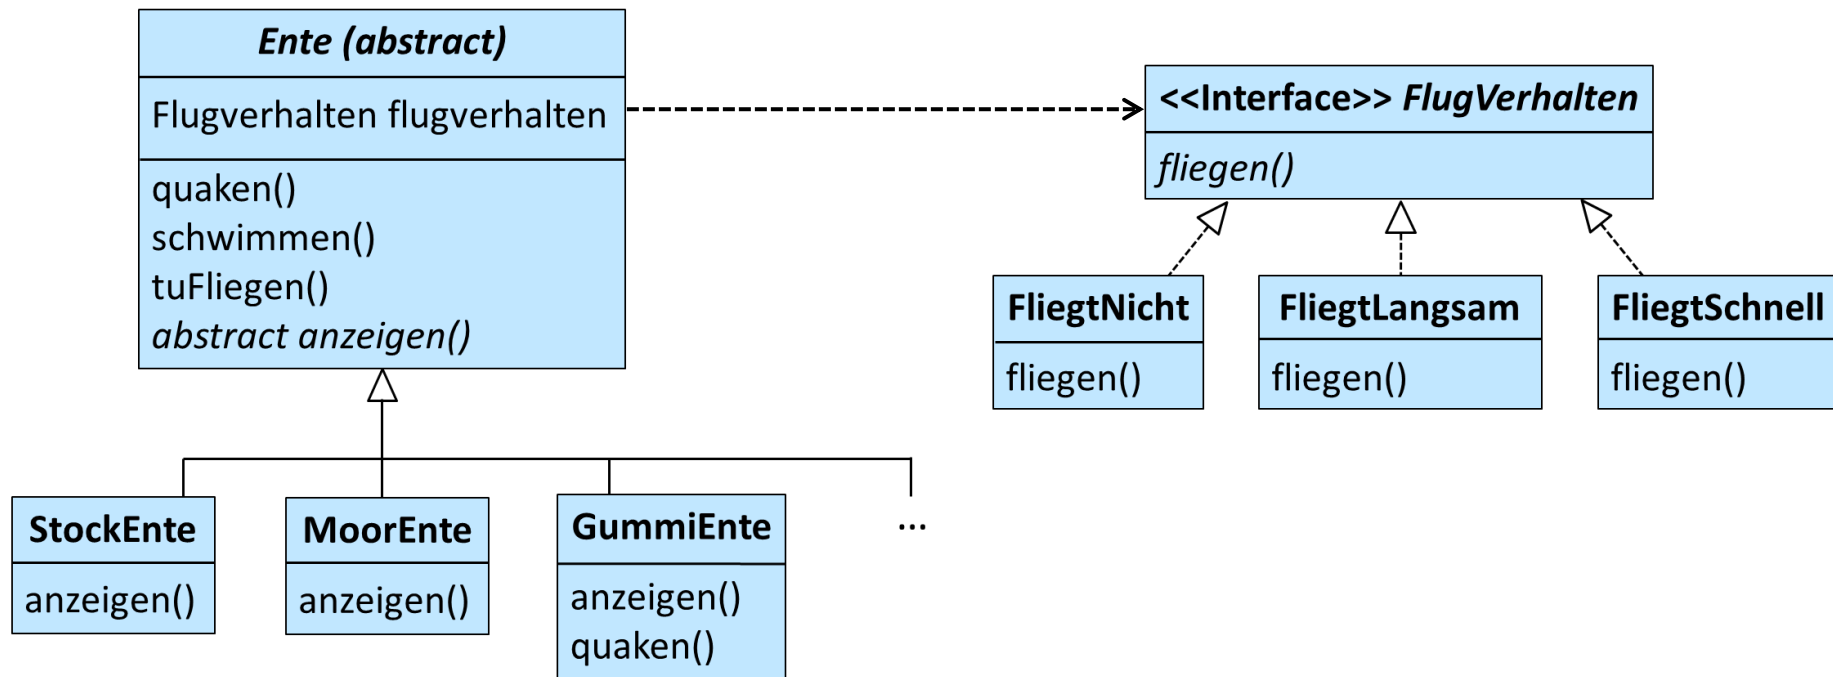 Ente (abstract)
Flugverhalten flugverhalten
quaken()
schwimmen()
tuFliegen()
abstract anzeigen()
<<Interface>> FlugVerhalten
fliegen()
FliegtNicht
fliegen()
FliegtLangsam
fliegen()
FliegtSchnell
fliegen()
StockEnte
anzeigen()
MoorEnte
anzeigen()
GummiEnte
anzeigen()
quaken()
...